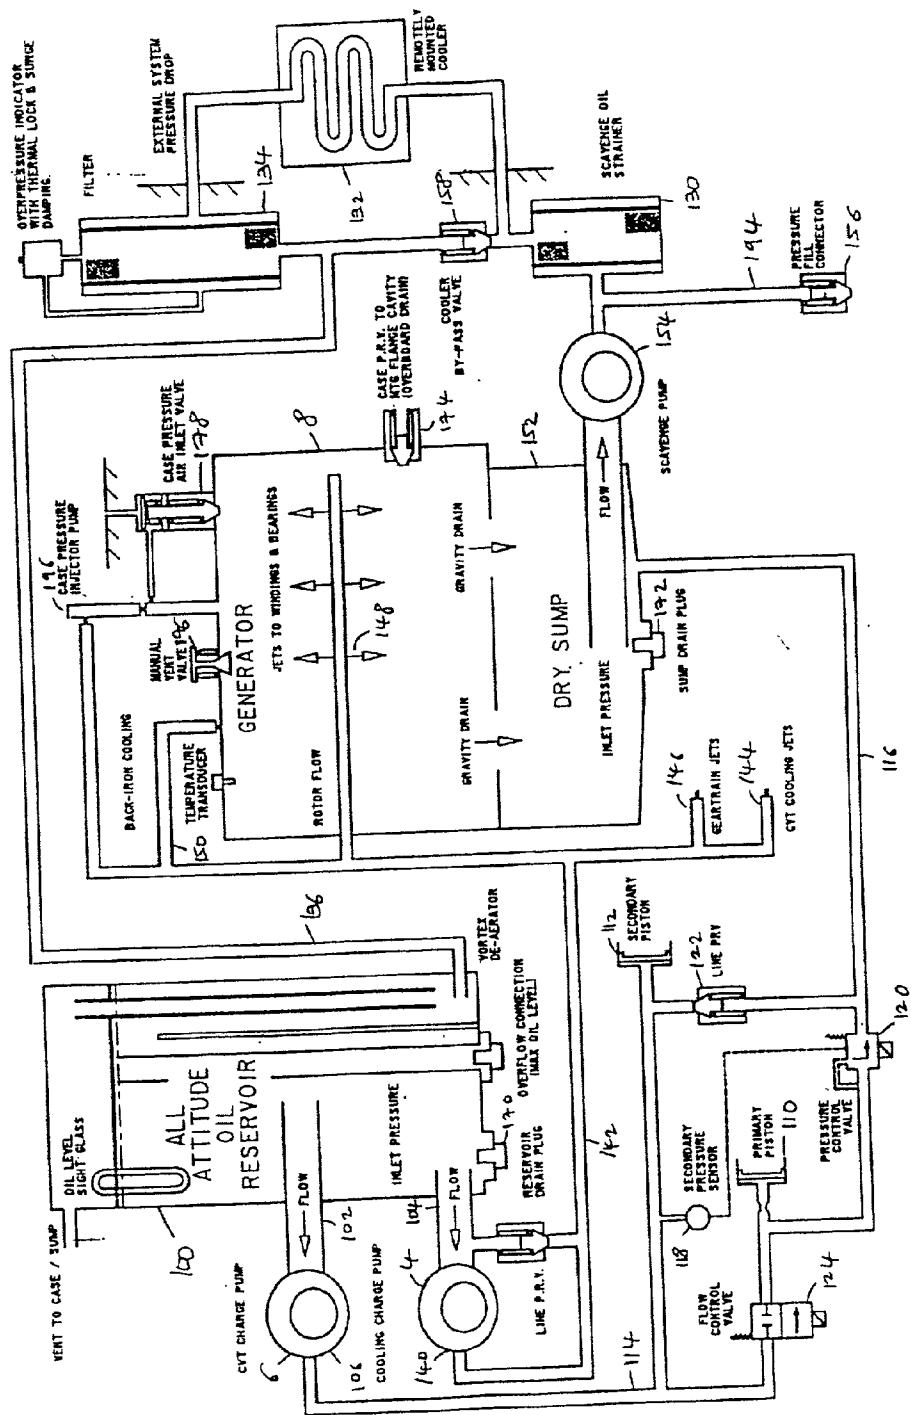 OVERPRESSURE INDICATOR
WITH THERMAL LOCK & SURGE
DAMPING.
FILTER
134
EXTERNAL SYSTEM
PRESSURE DROP
132
REMOTELY
MOUNTED
COOLER
158
COOLER
BY-PASS VALVE
SCAVENGE OIL
STRAINER
130
194
PRESSURE
FILL
CONNECTOR
156
154
SCAVENGE PUMP
196
CASE PRESSURE
INJECTOR PUMP
CASE PRESSURE
AIR INLET VALVE
178
8
CASE P.R.V. TO
MTG FLANGE CAVITY
(OVERBOARD DRAIN)
174
152
MANUAL
VENT
VALVE
GENERATOR
JETS TO WINDINGS & BEARINGS
148
BACK-IRON COOLING
TEMPERATURE
TRANSDUCER
150
ROTOR FLOW
GRAVITY DRAIN
GRAVITY DRAIN
DRY SUMP
FLOW
INLET PRESSURE
172
SUMP DRAIN PLUG
146
GEARTRAIN JETS
144
CVT COOLING JETS
116
136
VORTEX
DE-AERATOR
VENT TO CASE / SUMP
OIL LEVEL
SIGHT GLASS
100
ALL
ATTITUDE
OIL
RESERVOIR
FLOW
102
INLET PRESSURE
104
FLOW
OVERFLOW CONNECTION
(MAX OIL LEVEL)
170
RESERVOIR
DRAIN PLUG
CVT CHARGE PUMP
6
106
COOLING CHARGE PUMP
4
140
LINE P.R.V.
142
114
112
SECONDARY
PISTON
122
LINE PRV
SECONDARY
PRESSURE
SENSOR
118
PRIMARY
PISTON
110
PRESSURE
CONTROL
VALVE
120
FLOW
CONTROL
VALVE
124